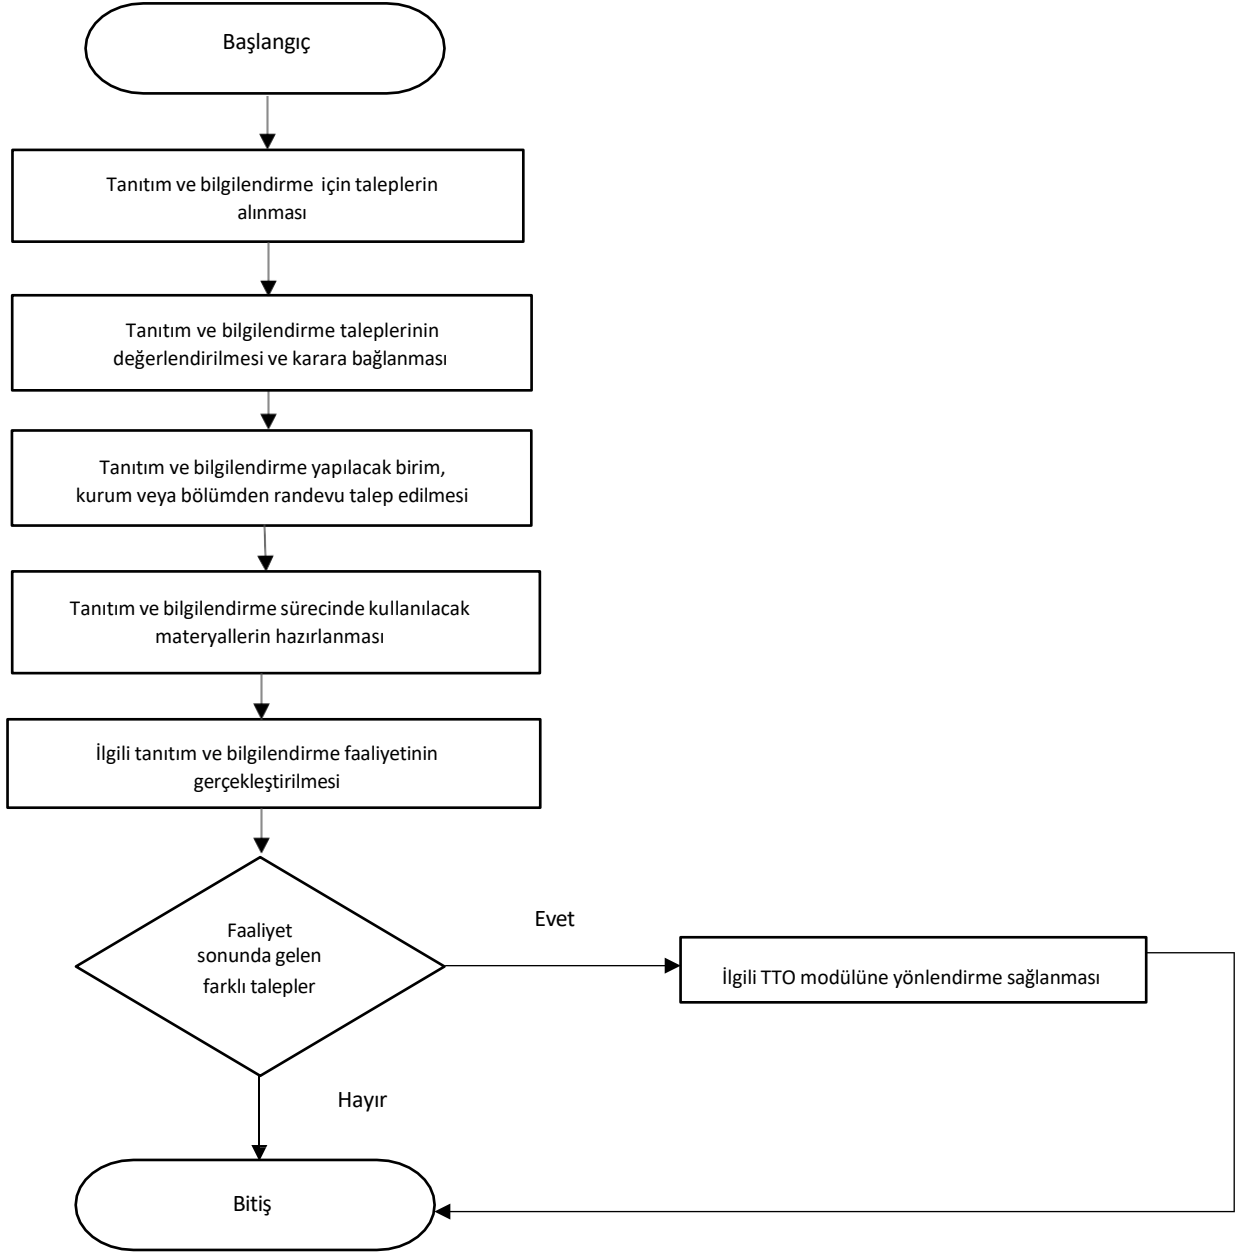 Başlangıç
Tanıtım ve bilgilendirme için taleplerin
alınması
Tanıtım ve bilgilendirme taleplerinin
değerlendirilmesi ve karara bağlanması
Tanıtım ve bilgilendirme yapılacak birim,
kurum veya bölümden randevu talep edilmesi
Tanıtım ve bilgilendirme sürecinde kullanılacak
materyallerin hazırlanması
İlgili tanıtım ve bilgilendirme faaliyetinin
gerçekleştirilmesi
Faaliyet
sonunda gelen
farklı talepler
Evet
İlgili TTO modülüne yönlendirme sağlanması
Hayır
Bitiş